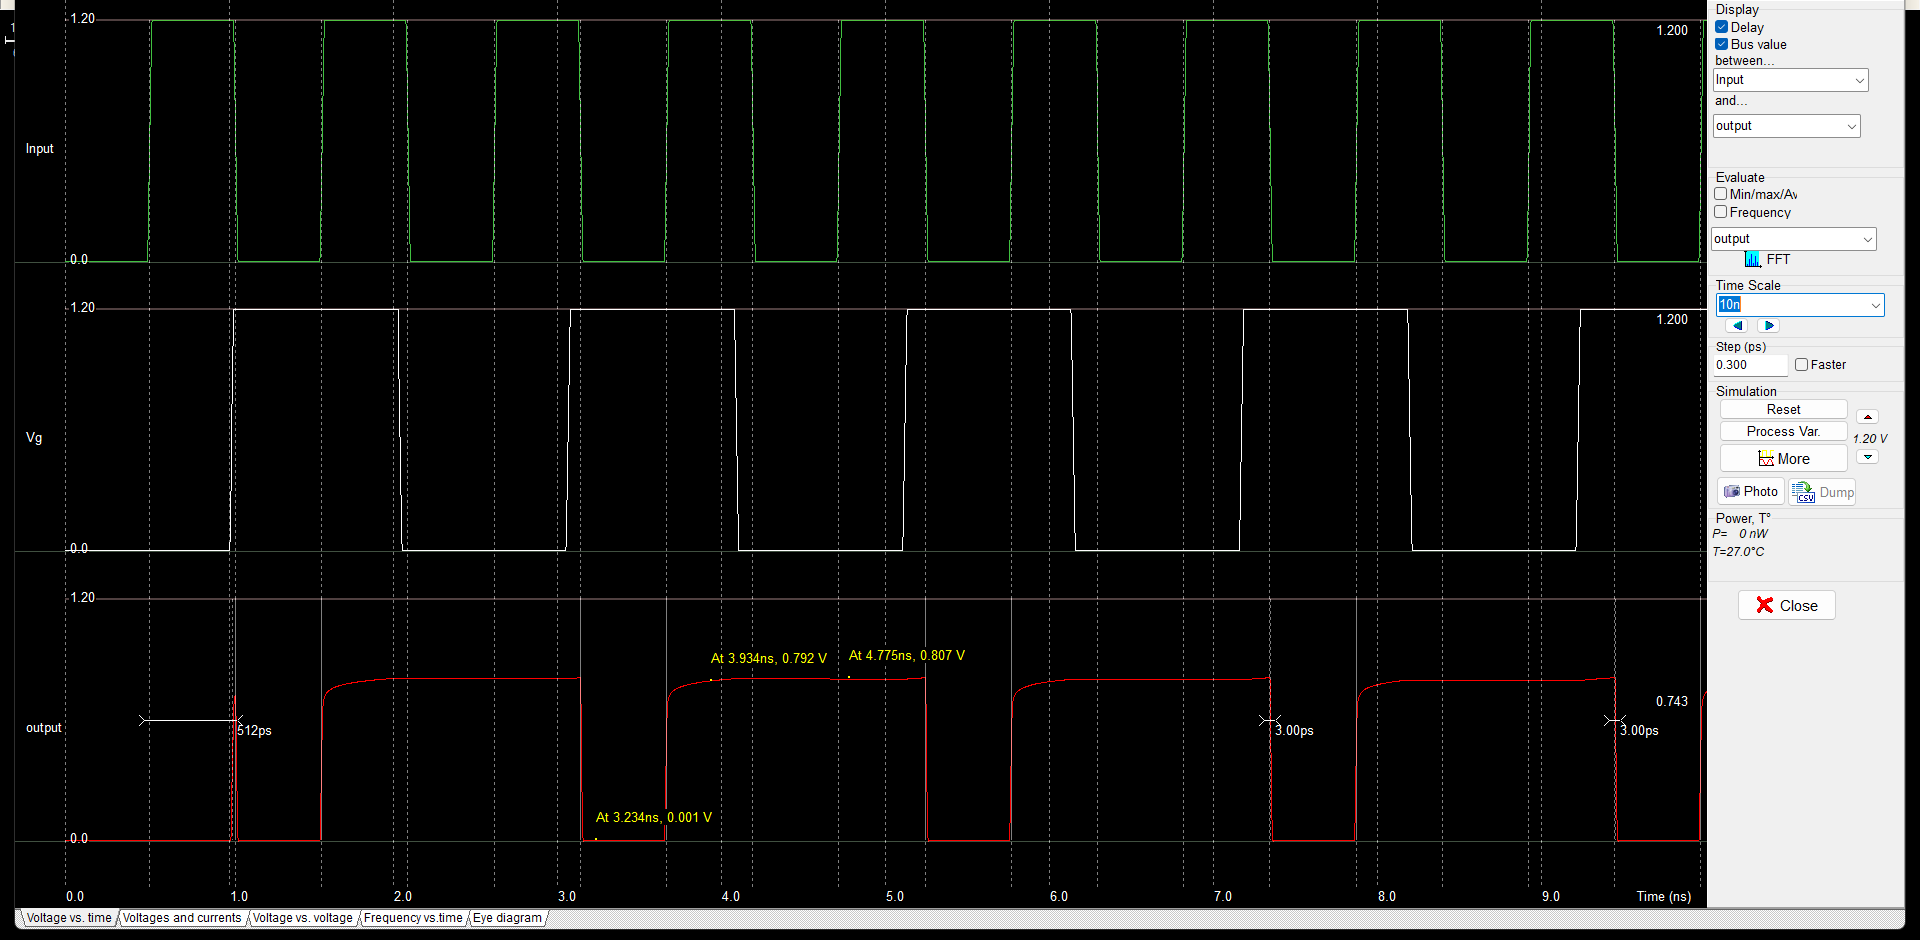 1.20
1.200
Input
0.0
1.20
1.200
Vg
0.0
1.20
At 3.934ns, 0.792 V
At 4.775ns, 0.807 V
0.743
output
512ps
3.00ps
3.00ps
At 3.234ns, 0.001 V
0.0
0.0
1.0
2.0
3.0
4.0
5.0
6.0
7.0
8.0
9.0
Time (ns)
Voltage vs. time
Voltages and currents
Voltage vs. voltage
Frequency vs.time
Eye diagram
Display
Delay
Bus value
between...
Input
and...
output
Evaluate
Min/max/Av
Frequency
output
FFT
Time Scale
10n
Step (ps)
0.300
Faster
Simulation
Reset
Process Var.
1.20 V
More
Photo
CSV
Dump
Power, T°
P= 0 nW
T=27.0°C
Close